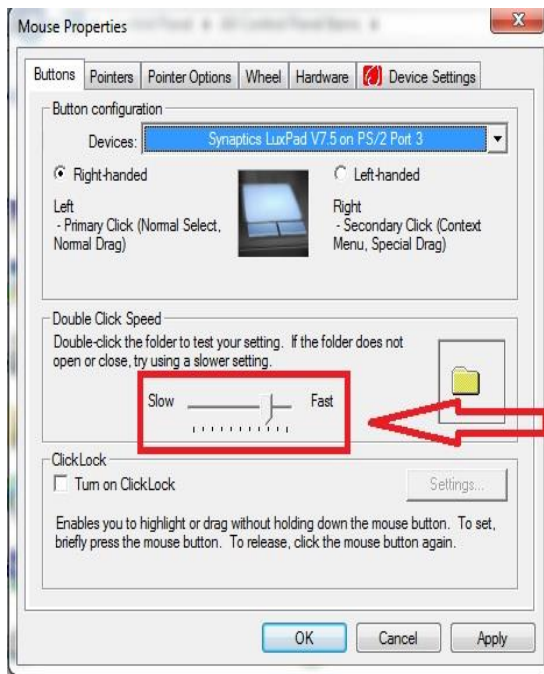 Mouse Properties
Buttons Pointers Pointer Options Wheel Hardware Device Settings
Button configuration
Devices: Synaptics LuxPad V7.5 on PS/2 Port 3
Right-handed Left-handed
Left Right
- Primary Click (Normal Select, - Secondary Click (Context
Normal Drag) Menu, Special Drag)
Double Click Speed
Double-click the folder to test your setting. If the folder does not
open or close, try using a slower setting.
Slow Fast
ClickLock
Turn on ClickLock Settings...
Enables you to highlight or drag without holding down the mouse button. To set,
briefly press the mouse button. To release, click the mouse button again.
OK Cancel Apply